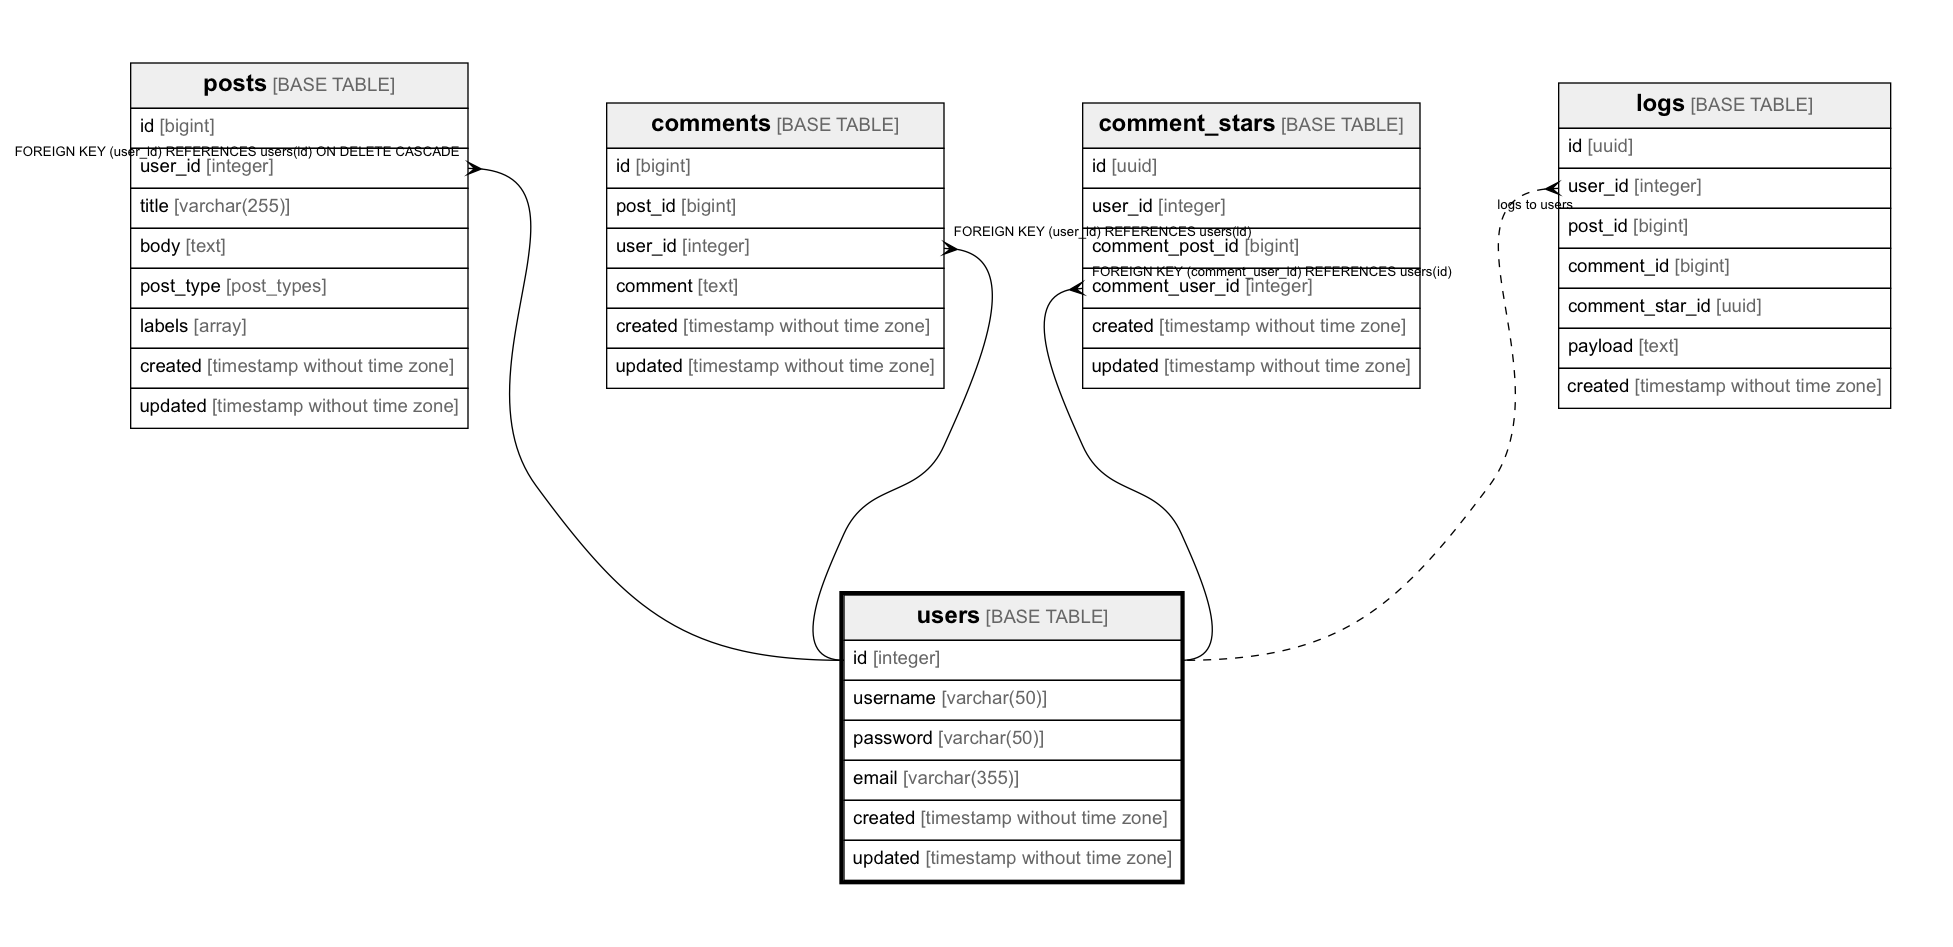 posts [BASE TABLE]
id [bigint]
FOREIGN KEY (user_id) REFERENCES users(id) ON DELETE CASCADE
user_id [integer]
title [varchar(255)]
body [text]
post_type [post_types]
labels [array]
created [timestamp without time zone]
updated [timestamp without time zone]
comments [BASE TABLE]
id [bigint]
post_id [bigint]
user_id [integer]
FOREIGN KEY (user_id) REFERENCES users(id)
comment [text]
created [timestamp without time zone]
updated [timestamp without time zone]
comment_stars [BASE TABLE]
id [uuid]
user_id [integer]
comment_post_id [bigint]
FOREIGN KEY (comment_user_id) REFERENCES users(id)
comment_user_id [integer]
created [timestamp without time zone]
updated [timestamp without time zone]
logs [BASE TABLE]
id [uuid]
user_id [integer]
logs to users
post_id [bigint]
comment_id [bigint]
comment_star_id [uuid]
payload [text]
created [timestamp without time zone]
users [BASE TABLE]
id [integer]
username [varchar(50)]
password [varchar(50)]
email [varchar(355)]
created [timestamp without time zone]
updated [timestamp without time zone]